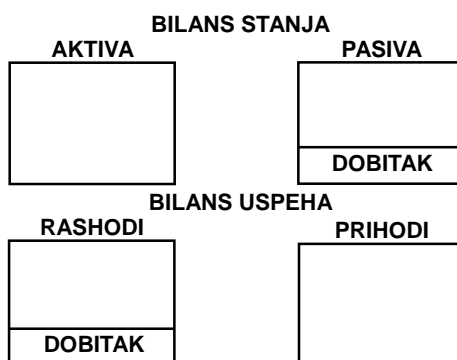 BILANS STANJA
AKTIVA PASIVA
DOBITAK
BILANS USPEHA
RASHODI PRIHODI
DOBITAK